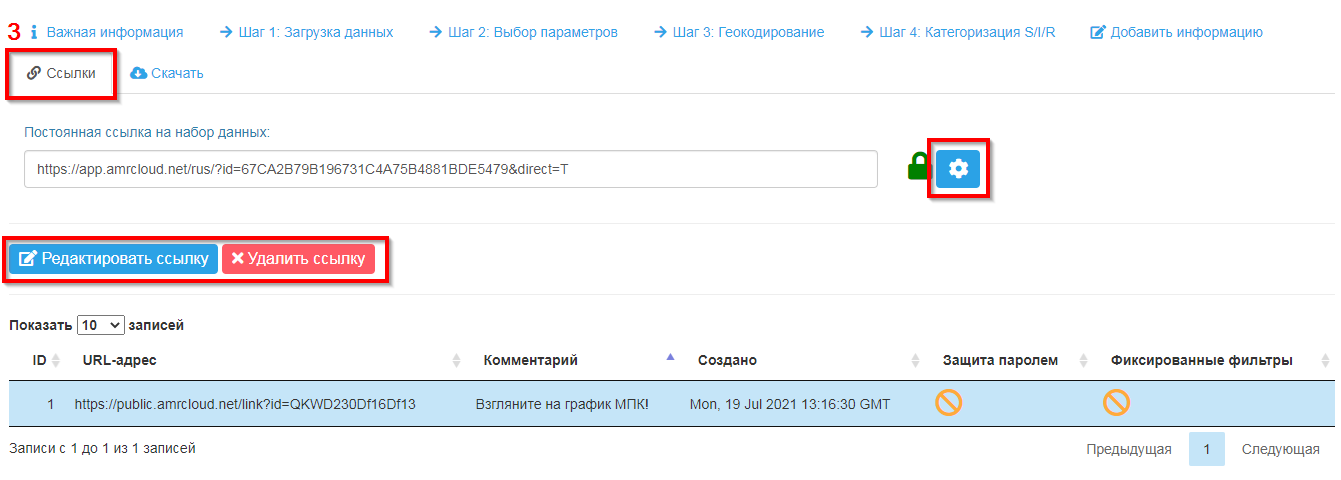 3 Важная информация Шаг 1: Загрузка данных Шаг 2: Выбор параметров Шаг 3: Геокодирование Шаг 4: Категоризация S/I/R Добавить информацию
Ссылки Скачать
Постоянная ссылка на набор данных:
https://app.amrcloud.net/rus/?id=67CA2B79B196731C4A75B4881BDE5479&direct=T
Редактировать ссылку Удалить ссылку
Показать 10 записей
ID URL-адрес Комментарий Создано Защита паролем Фиксированные фильтры
1 https://public.amrcloud.net/link?id=QKWD230Df16Df13 Взгляните на график МПК! Mon, 19 Jul 2021 13:16:30 GMT
Записи с 1 до 1 из 1 записей Предыдущая 1 Следующая